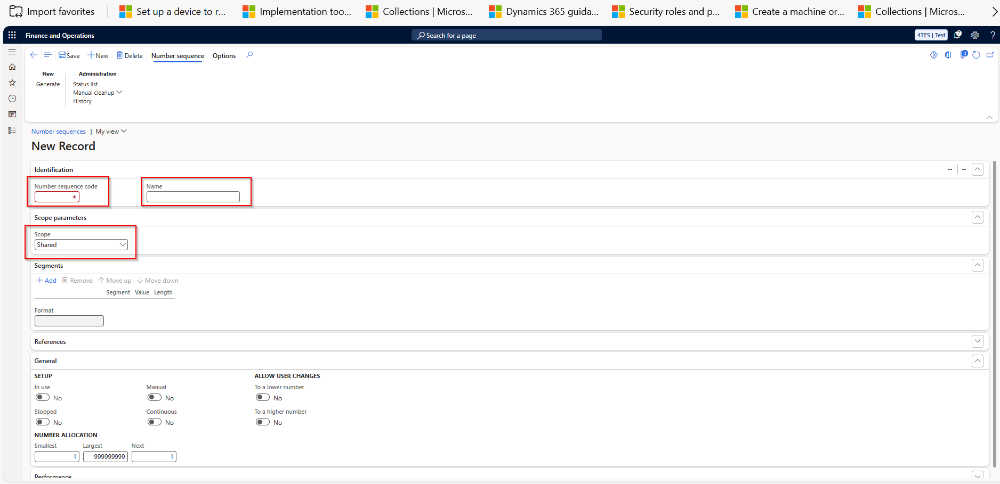 Import favorites
Set up a device to r...
Implementation too...
Collections | Micros...
Dynamics 365 guida...
Security roles and p...
Create a machine or...
Collections | Micros...
Finance and Operations
Search for a page
4TES | Test
7
?
Save
New
Delete
Number sequence
Options
0
New
Generate
Administration
Status list
Manual cleanup
History
Number sequences | My view
New Record
Identification
-- | --
Number sequence code
*
Name
Scope parameters
Scope
Shared
Segments
Add
Remove
Move up
Move down
Segment Value Length
Format
References
General
SETUP
In use
No
Manual
No
Stopped
No
Continuous
No
ALLOW USER CHANGES
To a lower number
No
To a higher number
No
NUMBER ALLOCATION
Smallest
1
Largest
999999999
Next
1
Performance